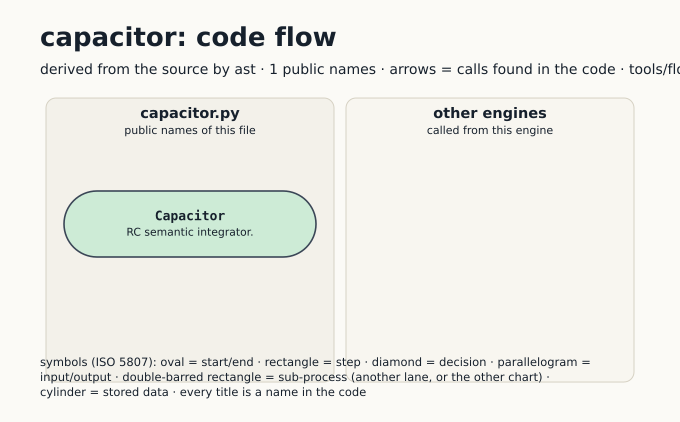 capacitor: code flow
derived from the source by ast · 1 public names · arrows = calls found in the code ·
capacitor.py
public names of this file
other engines
called from this engine
Capacitor
RC semantic integrator.
symbols (ISO 5807): oval = start/end · rectangle = step · diamond = decision · parallelogram =
input/output · double-barred rectangle = sub-process (another lane, or the other chart) ·
cylinder = stored data · every title is a name in the code